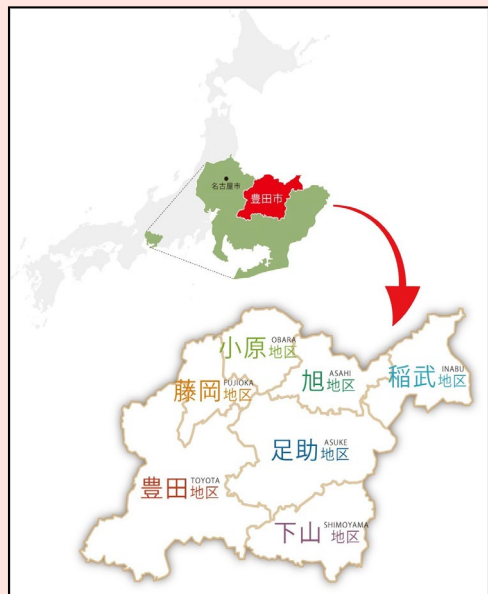 名古屋市
豊田市
OBARA
小原地区
ASAHI
旭地区
INABU
稲武地区
FUJIOKA
藤岡地区
ASUKE
足助地区
TOYOTA
豊田地区
SHIMOYAMA
下山地区